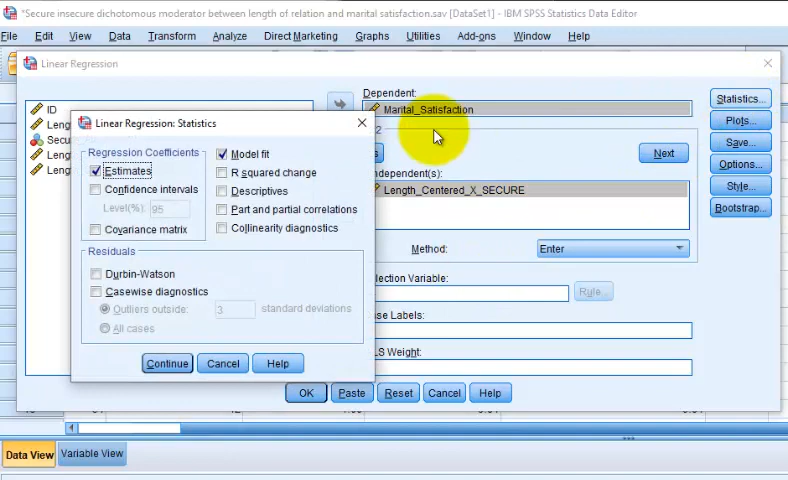 *Secure insecure dichotomous moderator between length of relation and marital satisfaction.sav [DataSet1] - IBM SPSS Statistics Data Editor
File Edit View Data Transform Analyze Direct Marketing Graphs Utilities Add-ons Window Help
Linear Regression
Dependent:
ID
Marital_Satisfaction
Statistics...
Linear Regression: Statistics
Plots...
Regression Coefficients
Model fit
Next
Save...
Estimates
R squared change
Options...
Confidence intervals
Descriptives
Length_Centered_X_SECURE
Style...
Level(%): 95
Part and partial correlations
Bootstrap...
Covariance matrix
Collinearity diagnostics
Method: Enter
Residuals
Durbin-Watson
Casewise diagnostics
Rule...
Outliers outside: 3 standard deviations
All cases
Continue Cancel Help
OK Paste Reset Cancel Help
Data View Variable View